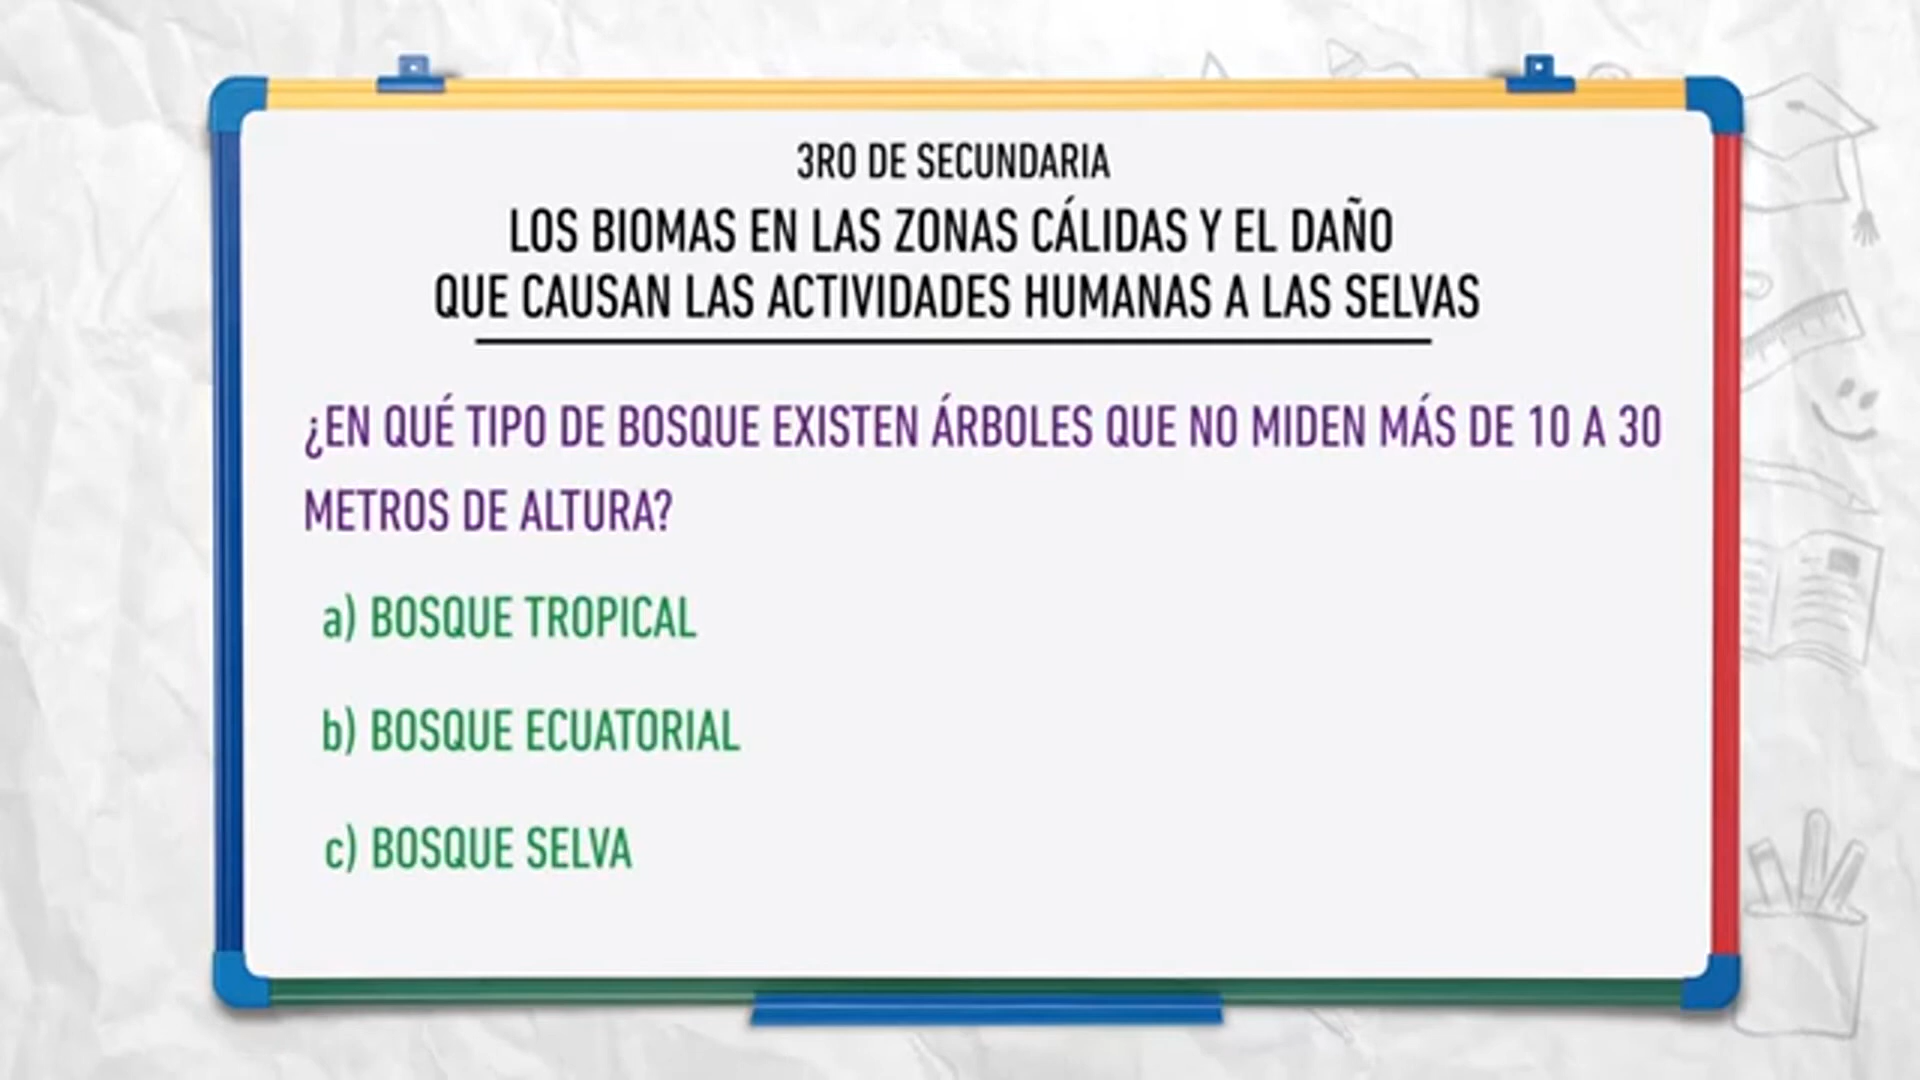 3RO DE SECUNDARIA
LOS BIOMAS EN LAS ZONAS CÁLIDAS Y EL DAÑO
QUE CAUSAN LAS ACTIVIDADES HUMANAS A LAS SELVAS
¿EN QUÉ TIPO DE BOSQUE EXISTEN ÁRBOLES QUE NO MIDEN MÁS DE 10 A 30
METROS DE ALTURA?
a) BOSQUE TROPICAL
b) BOSQUE ECUATORIAL
c) BOSQUE SELVA